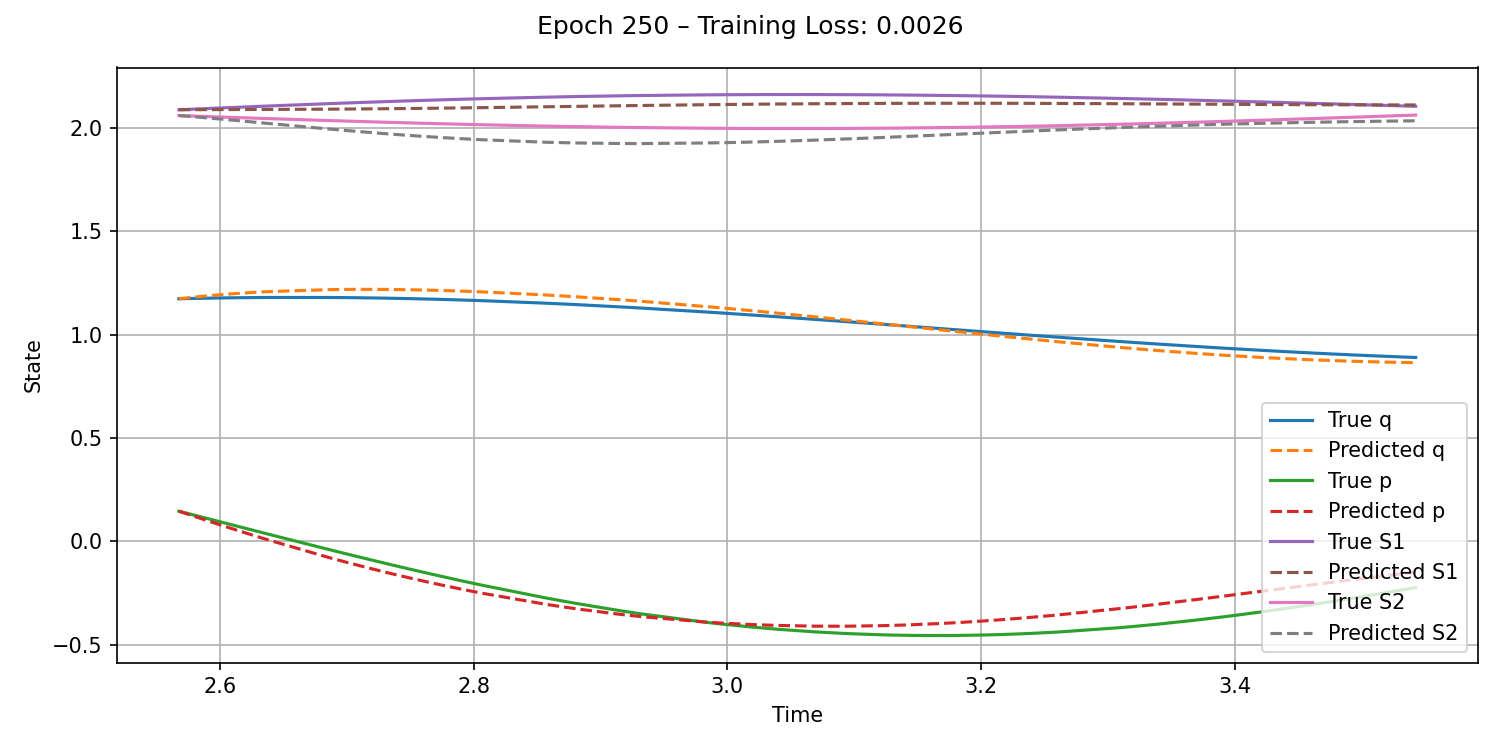 Epoch 250 – Training Loss: 0.0026
State
2.0
1.5
1.0
0.5
0.0
−0.5
True q
Predicted q
True p
Predicted p
True S1
Predicted S1
True S2
Predicted S2
2.6 2.8 3.0 3.2 3.4
Time